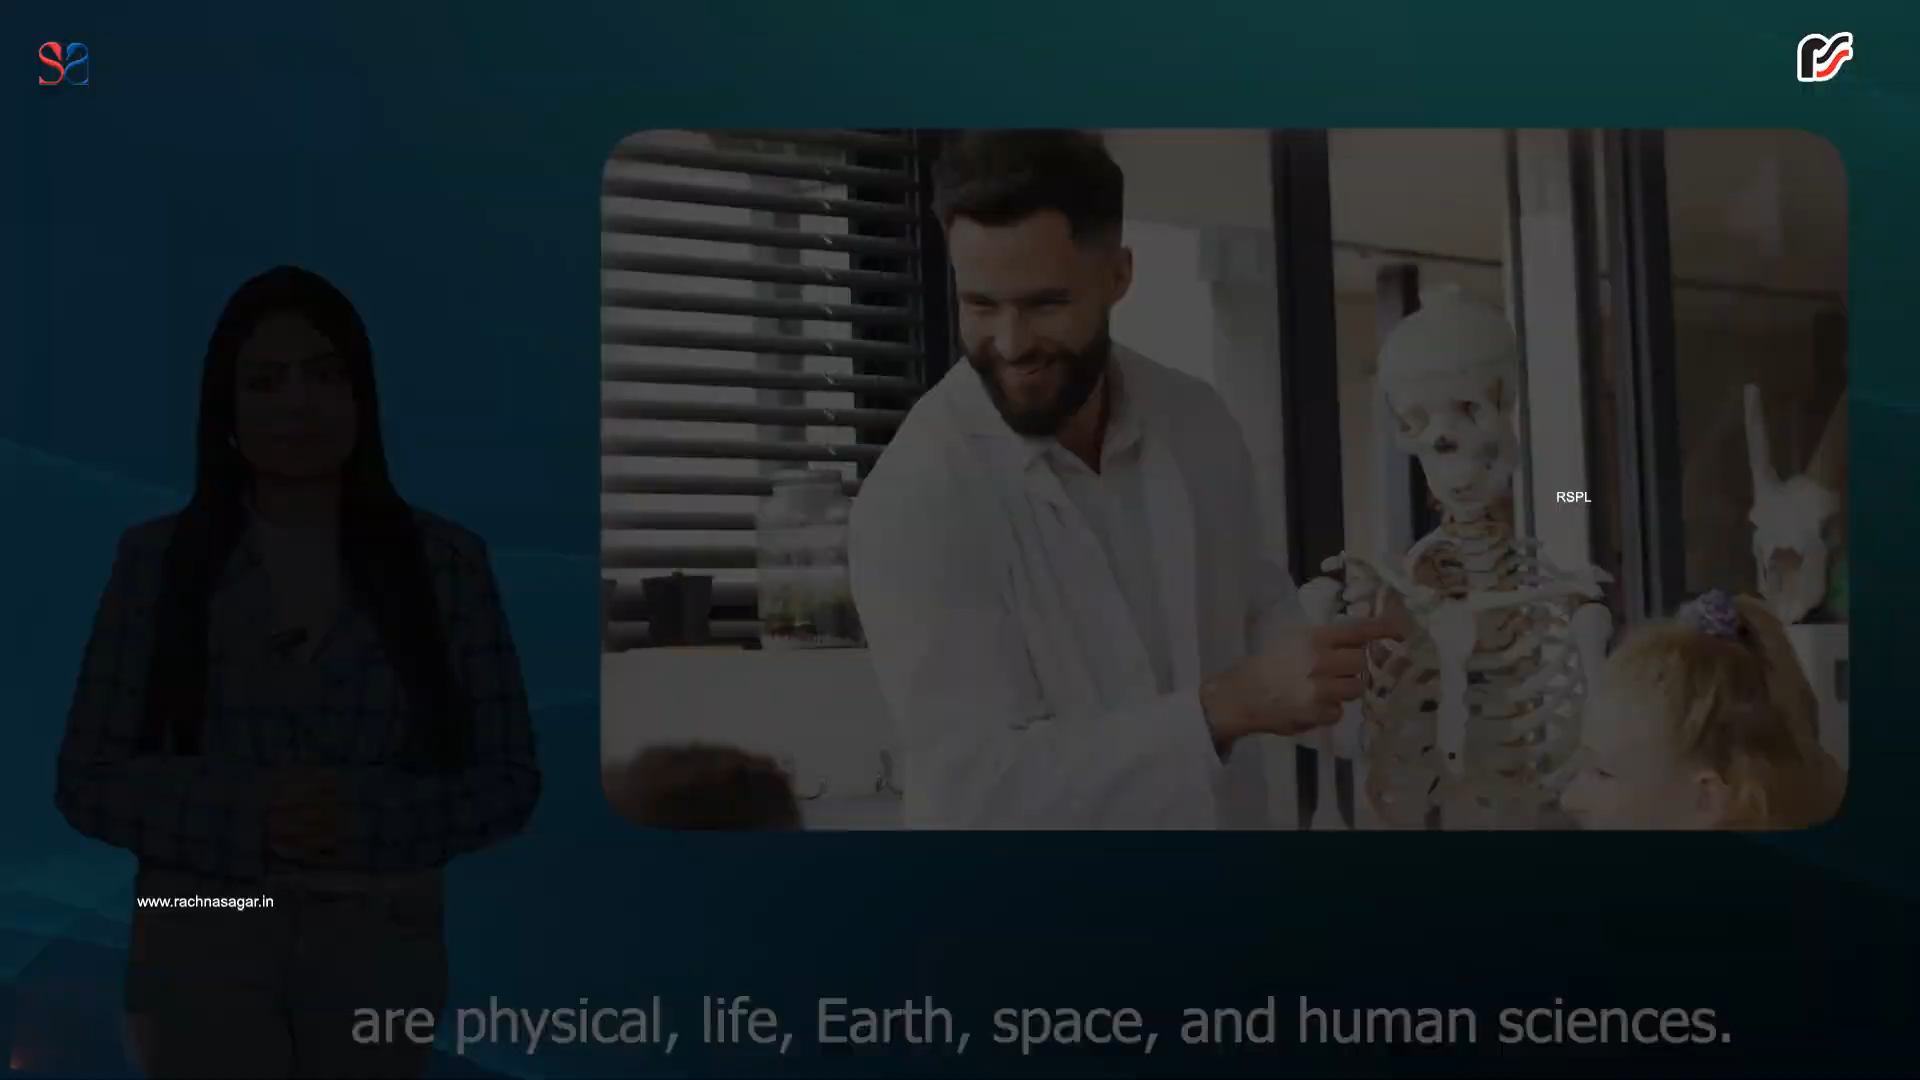 RSPL
www.rachnasagar.in
are physical, life, Earth, space, and human sciences.